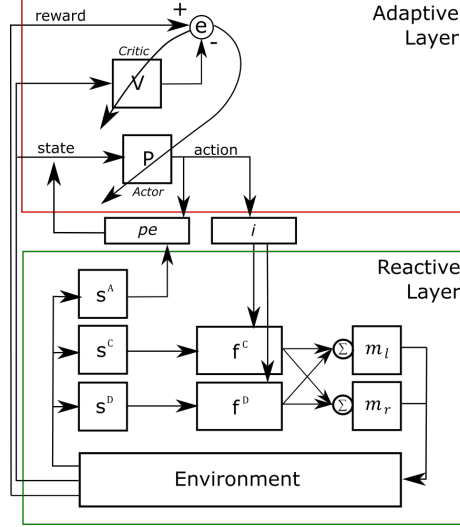 reward
+
e
-
Adaptive
Layer
Critic
V
state
P
action
Actor
pe
i
Reactive
Layer
s^A
s^C
f^C
Σ
m_l
s^D
f^D
Σ
m_r
Environment